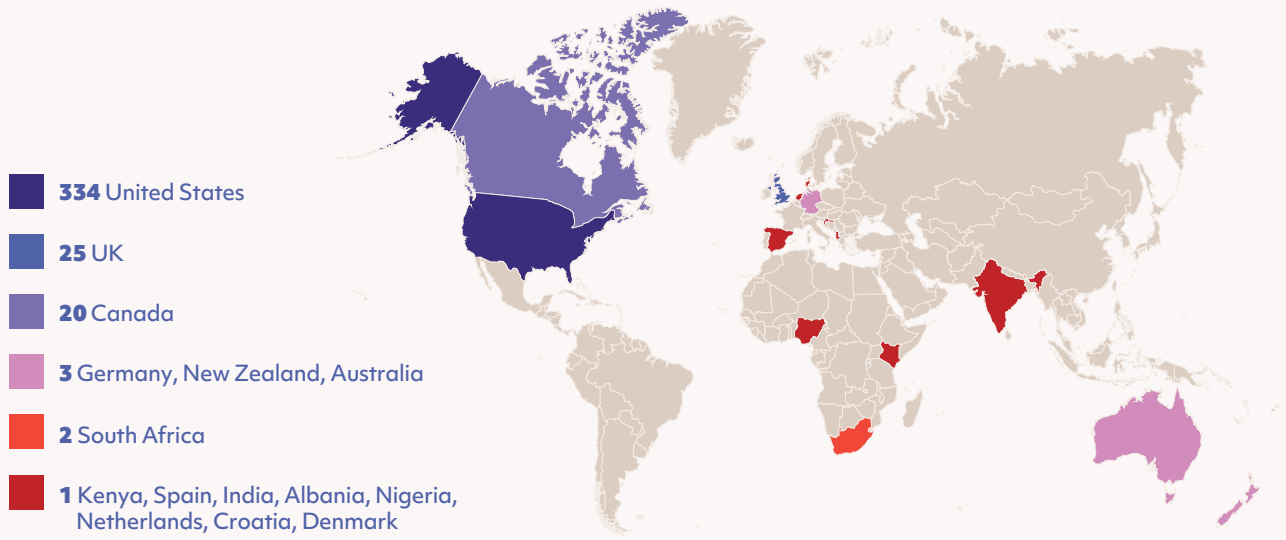 334 United States
25 UK
20 Canada
3 Germany, New Zealand, Australia
2 South Africa
1 Kenya, Spain, India, Albania, Nigeria,
Netherlands, Croatia, Denmark